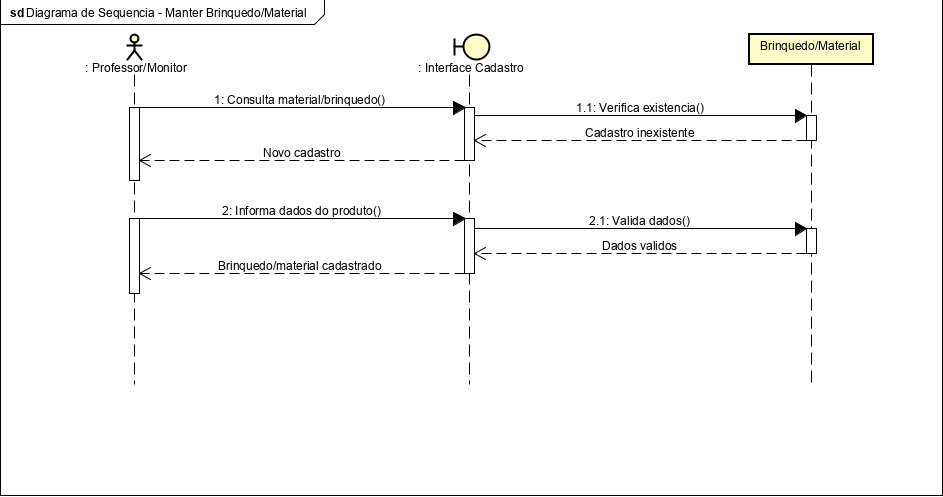 sd Diagrama de Sequencia - Manter Brinquedo/Material
: Professor/Monitor
: Interface Cadastro
Brinquedo/Material
1: Consulta material/brinquedo()
1.1: Verifica existencia()
Cadastro inexistente
Novo cadastro
2: Informa dados do produto()
2.1: Valida dados()
Dados validos
Brinquedo/material cadastrado